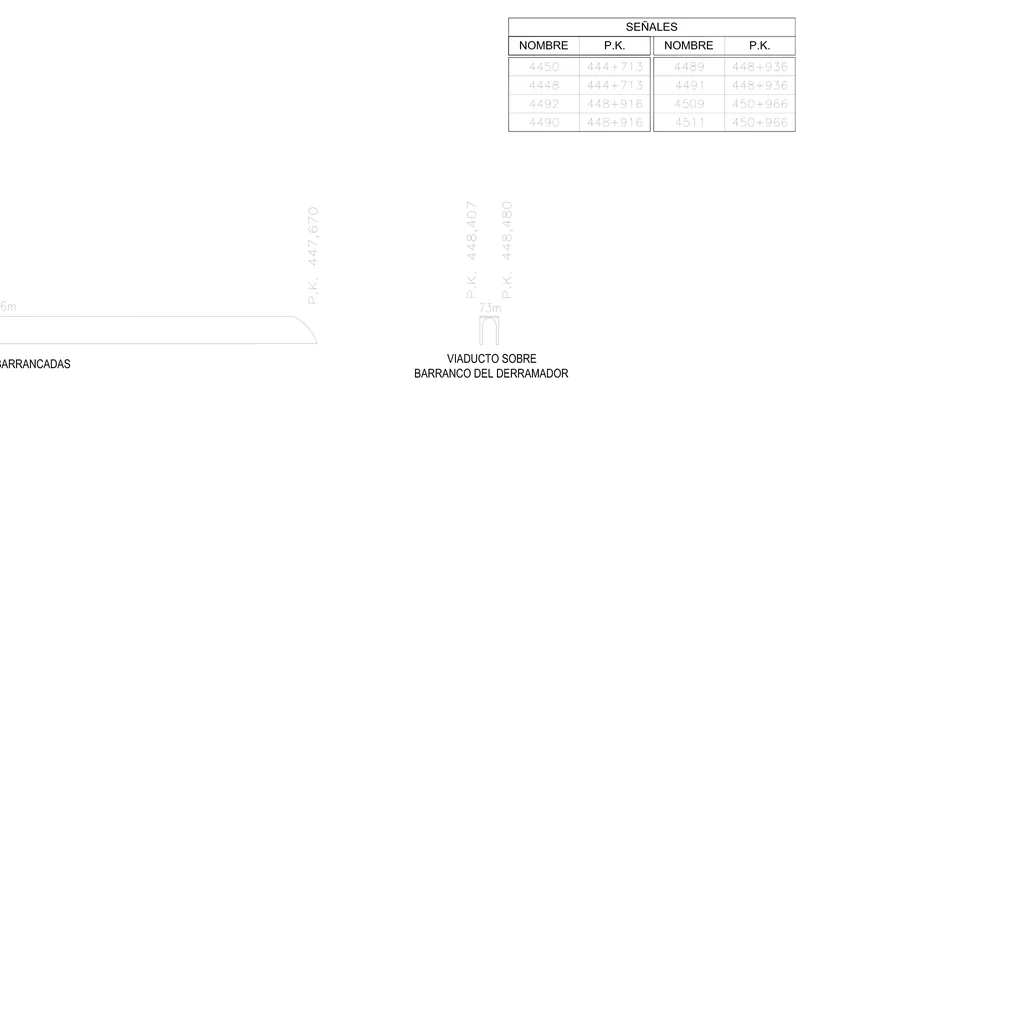 SEÑALES
NOMBRE P.K. NOMBRE P.K.
4450 444+713 4489 448+936
4448 444+713 4491 448+936
4492 448+916 4509 450+966
4490 448+916 4511 450+966
P.K. 447,670
P.K. 448,407
P.K. 448,480
6m
73m
BARRANCADAS
VIADUCTO SOBRE
BARRANCO DEL DERRAMADOR